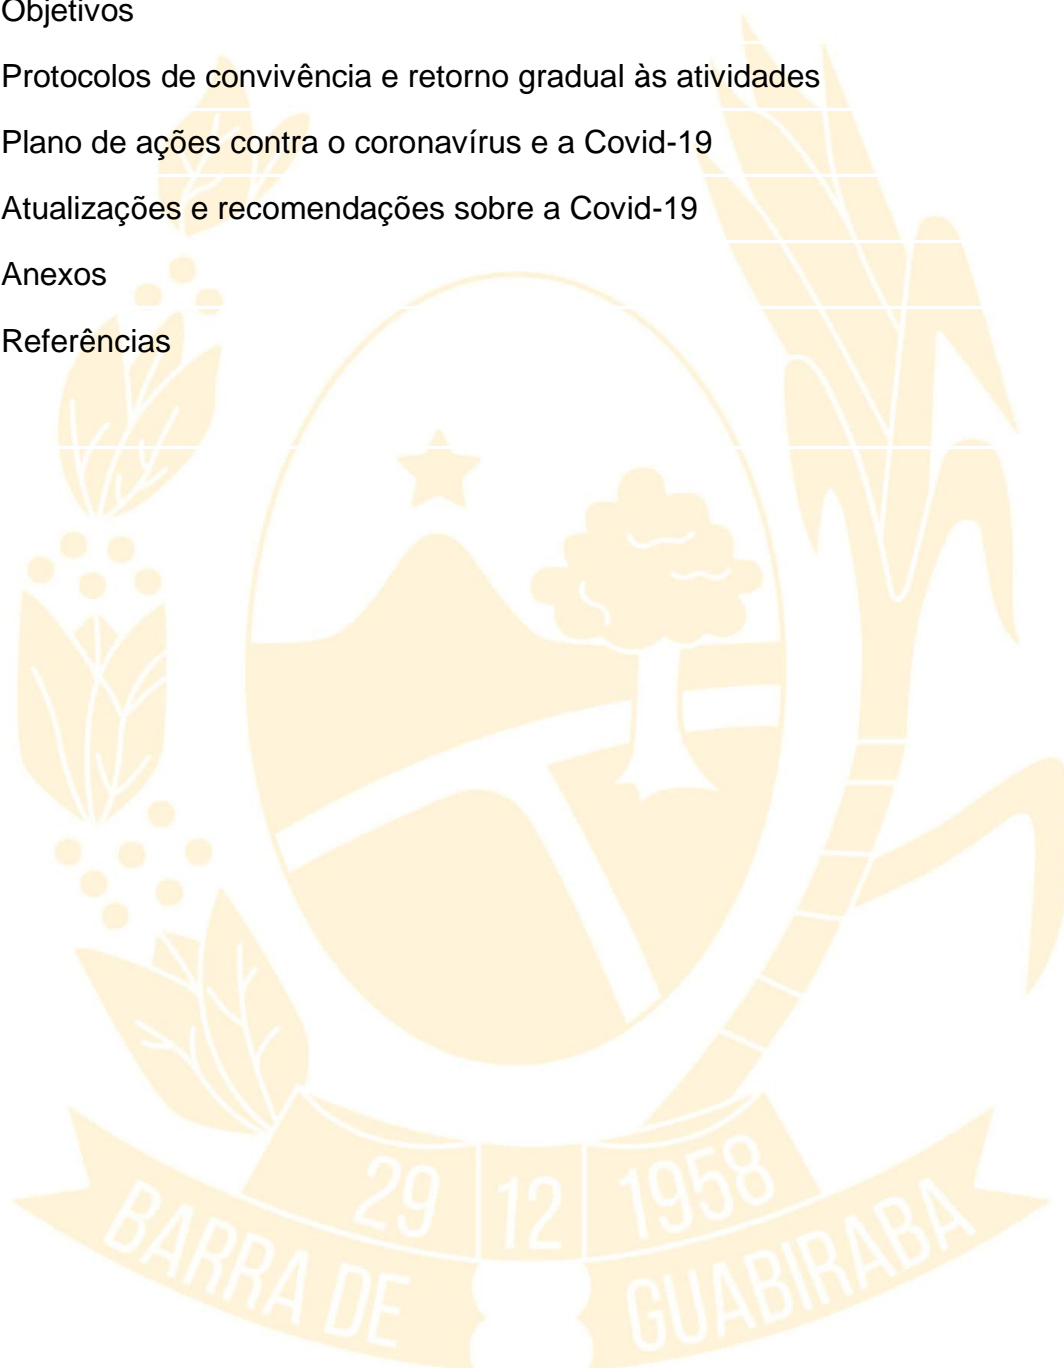 Objetivos
Protocolos de convivência e retorno gradual às atividades
Plano de ações contra o coronavírus e a Covid-19
Atualizações e recomendações sobre a Covid-19
Anexos
Referências
29 12 1958
BARRA DE GUABIRABA